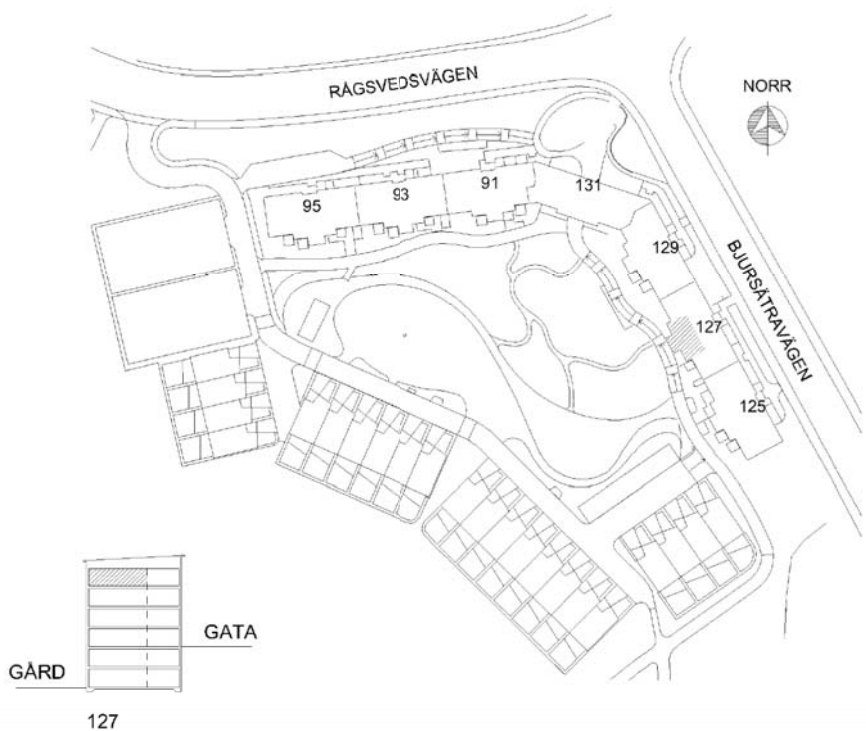 RÅGSVEDSVÄGEN
NORR
95
93
91
131
129
BJURSÄTRAVÄGEN
127
125
GATA
GÅRD
127